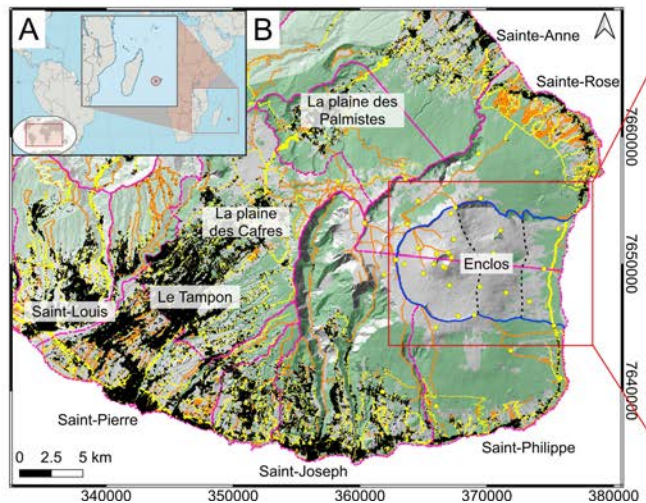 A
B
Sainte-Anne
Sainte-Rose
La plaine des
Palmistes
La plaine
des Cafres
Enclos
Saint-Louis
Le Tampon
Saint-Pierre
Saint-Joseph
Saint-Philippe
0 2.5 5 km
340000 350000 360000 370000 380000
7660000
7650000
7640000